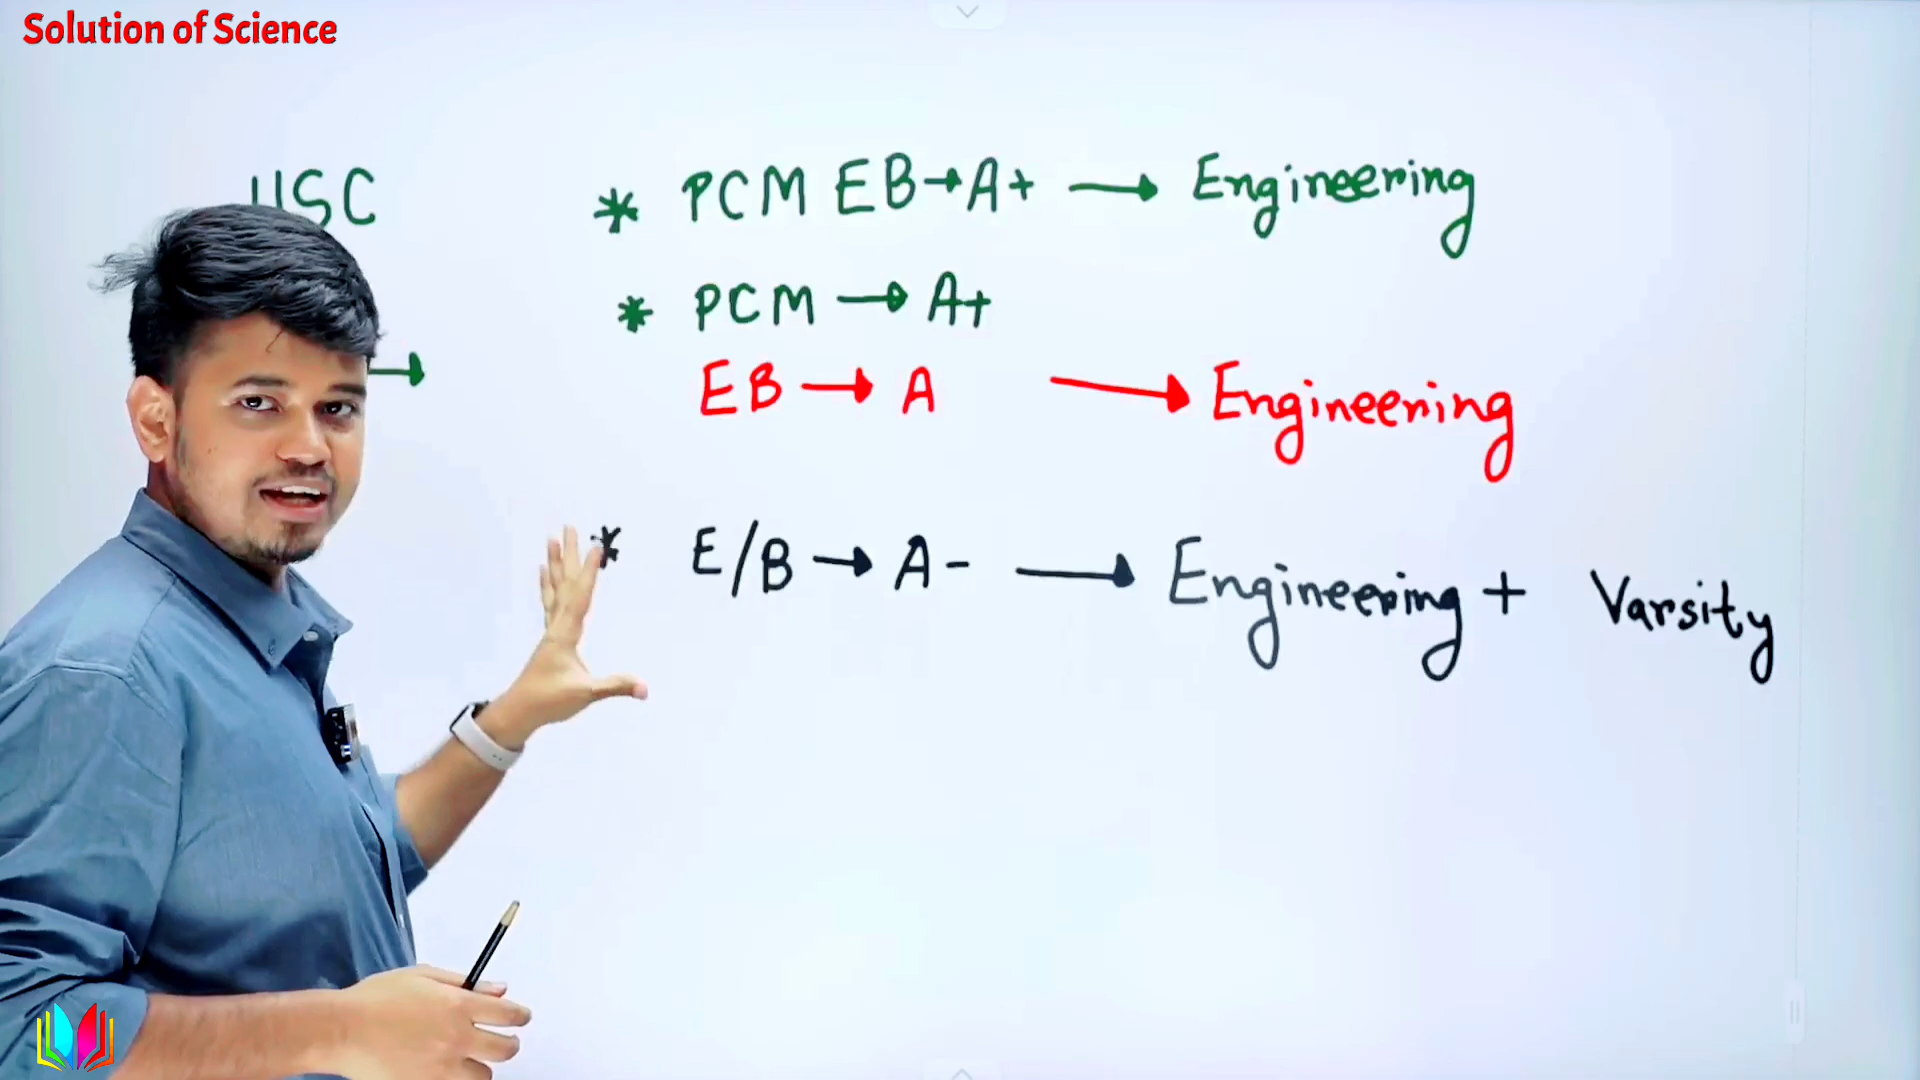 Solution of Science
HSC
* PCM EB→A+ → Engineering
* PCM → A+
EB → A → Engineering
* E/B → A- → Engineering + Varsity